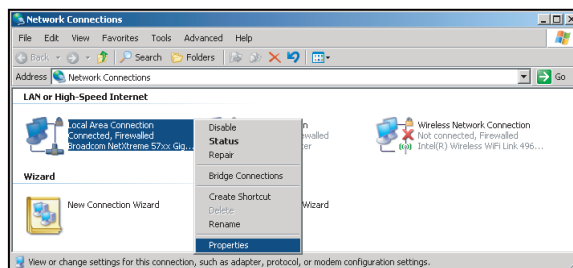 Network Connections
File Edit View Favorites Tools Advanced Help
Back Search Folders
Address Network Connections Go
LAN or High-Speed Internet
Local Area Connection
Connected, Firewalled
Broadcom NetXtreme 57xx Gig...
Disable
Status
Repair
Bridge Connections
Create Shortcut
Delete
Rename
Properties
n
ewalled
ter
Wireless Network Connection
Not connected, Firewalled
Intel(R) Wireless WiFi Link 496...
Wizard
New Connection Wizard
Wizard
View or change settings for this connection, such as adapter, protocol, or modem configuration settings.